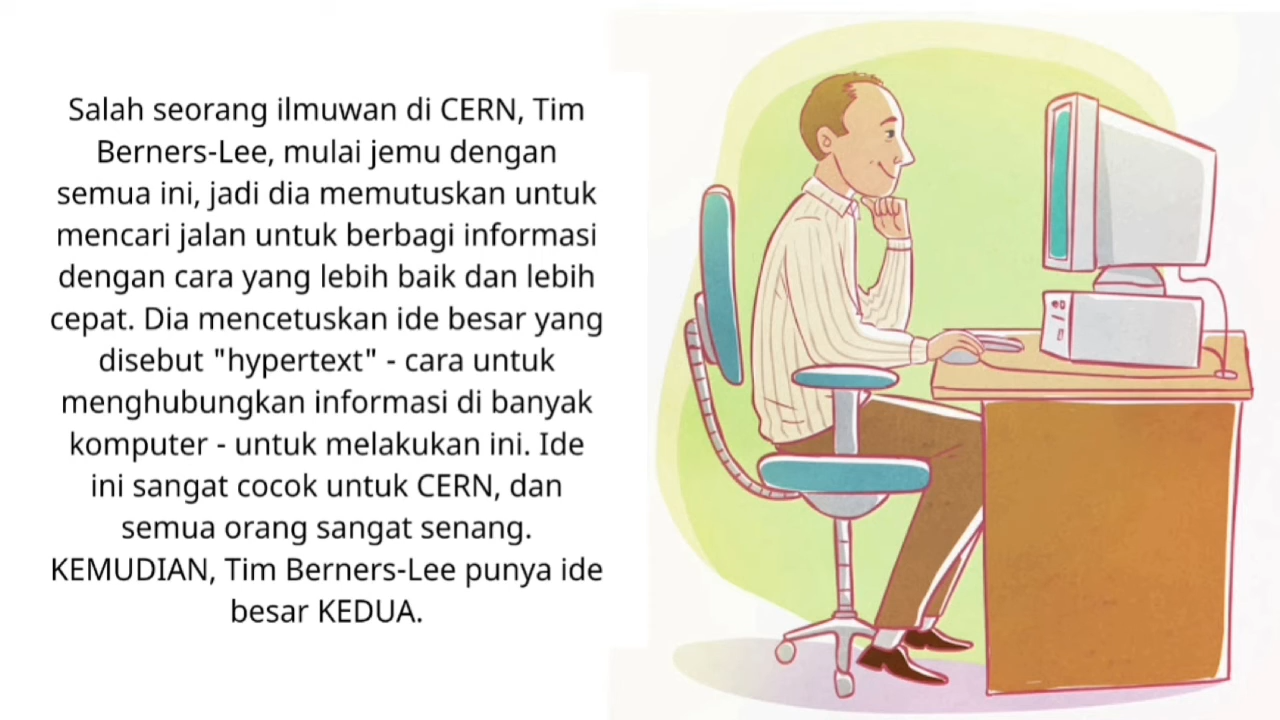 Salah seorang ilmuwan di CERN, Tim
Berners-Lee, mulai jemu dengan
semua ini, jadi dia memutuskan untuk
mencari jalan untuk berbagi informasi
dengan cara yang lebih baik dan lebih
cepat. Dia mencetuskan ide besar yang
disebut "hypertext" - cara untuk
menghubungkan informasi di banyak
komputer - untuk melakukan ini. Ide
ini sangat cocok untuk CERN, dan
semua orang sangat senang.
KEMUDIAN, Tim Berners-Lee punya ide
besar KEDUA.